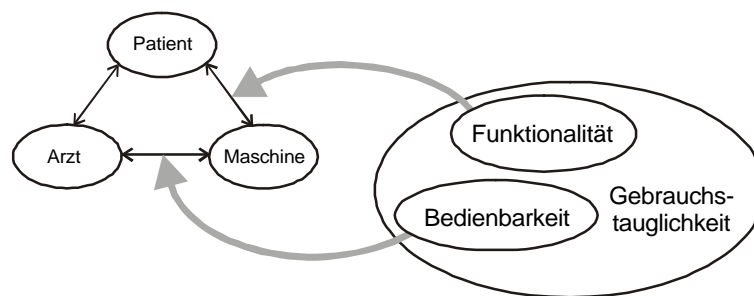 Patient
Arzt
Maschine
Funktionalität
Bedienbarkeit
Gebrauchs-
tauglichkeit